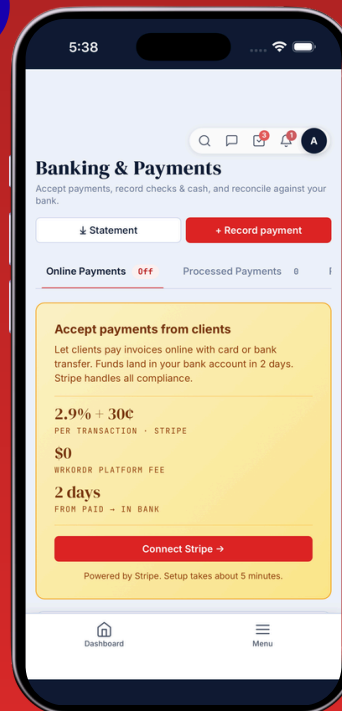 5:38
3
1
A
Banking & Payments
Accept payments, record checks & cash, and reconcile against your
bank.
Statement
+ Record payment
Online Payments Off Processed Payments 0
Accept payments from clients
Let clients pay invoices online with card or bank
transfer. Funds land in your bank account in 2 days.
Stripe handles all compliance.
2.9% + 30¢
PER TRANSACTION · STRIPE
$0
WRKORDR PLATFORM FEE
2 days
FROM PAID → IN BANK
Connect Stripe →
Powered by Stripe. Setup takes about 5 minutes.
Dashboard
Menu